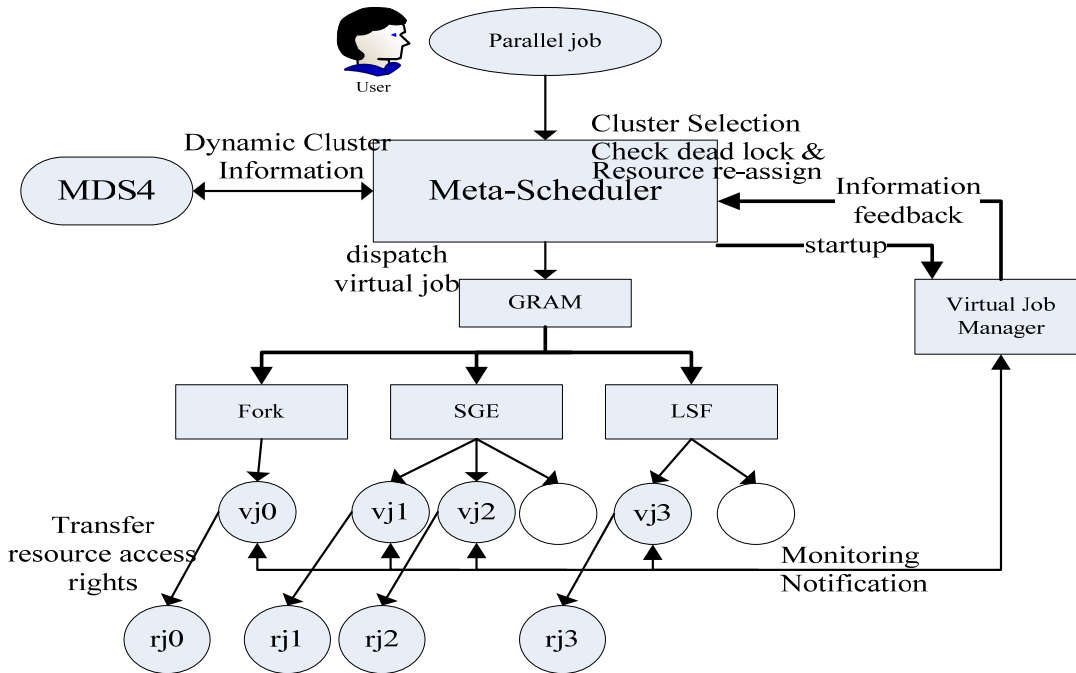 Parallel job
User
Cluster Selection
Check dead lock &
Resource re-assign
Dynamic Cluster
Information
MDS4
Meta-Scheduler
Information
feedback
startup
dispatch
virtual job
GRAM
Virtual Job
Manager
Fork
SGE
LSF
vj0
vj1
vj2
vj3
Transfer
resource access
rights
Monitoring
Notification
rj0
rj1
rj2
rj3